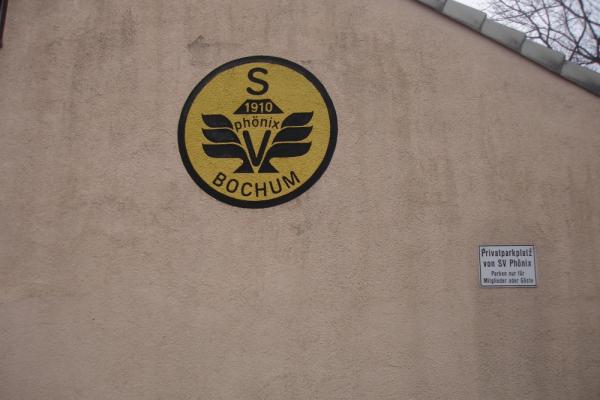 S
1910
phönix
V
BOCHUM
Privatparkplatz
von SV Phönix
Parken nur für
Mitglieder oder Gäste